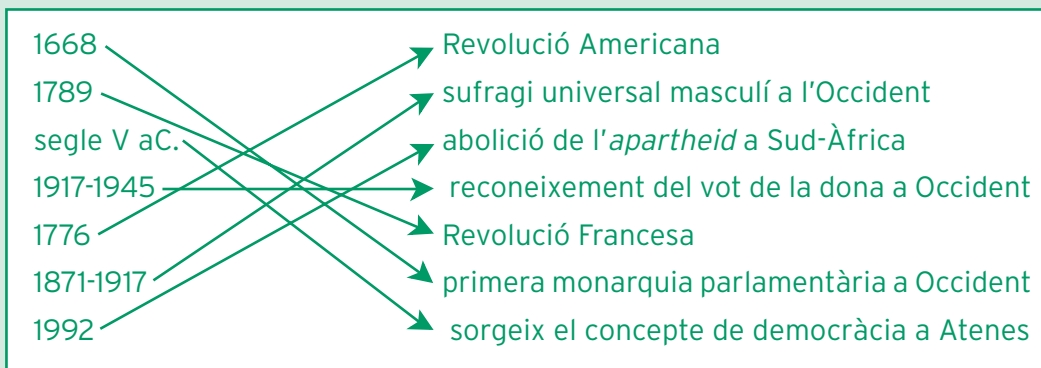 1668 Revolució Americana
1789 sufragi universal masculí a l'Occident
segle V aC. abolició de l'apartheid a Sud-Àfrica
1917-1945 reconeixement del vot de la dona a Occident
1776 Revolució Francesa
1871-1917 primera monarquia parlamentària a Occident
1992 sorgeix el concepte de democràcia a Atenes